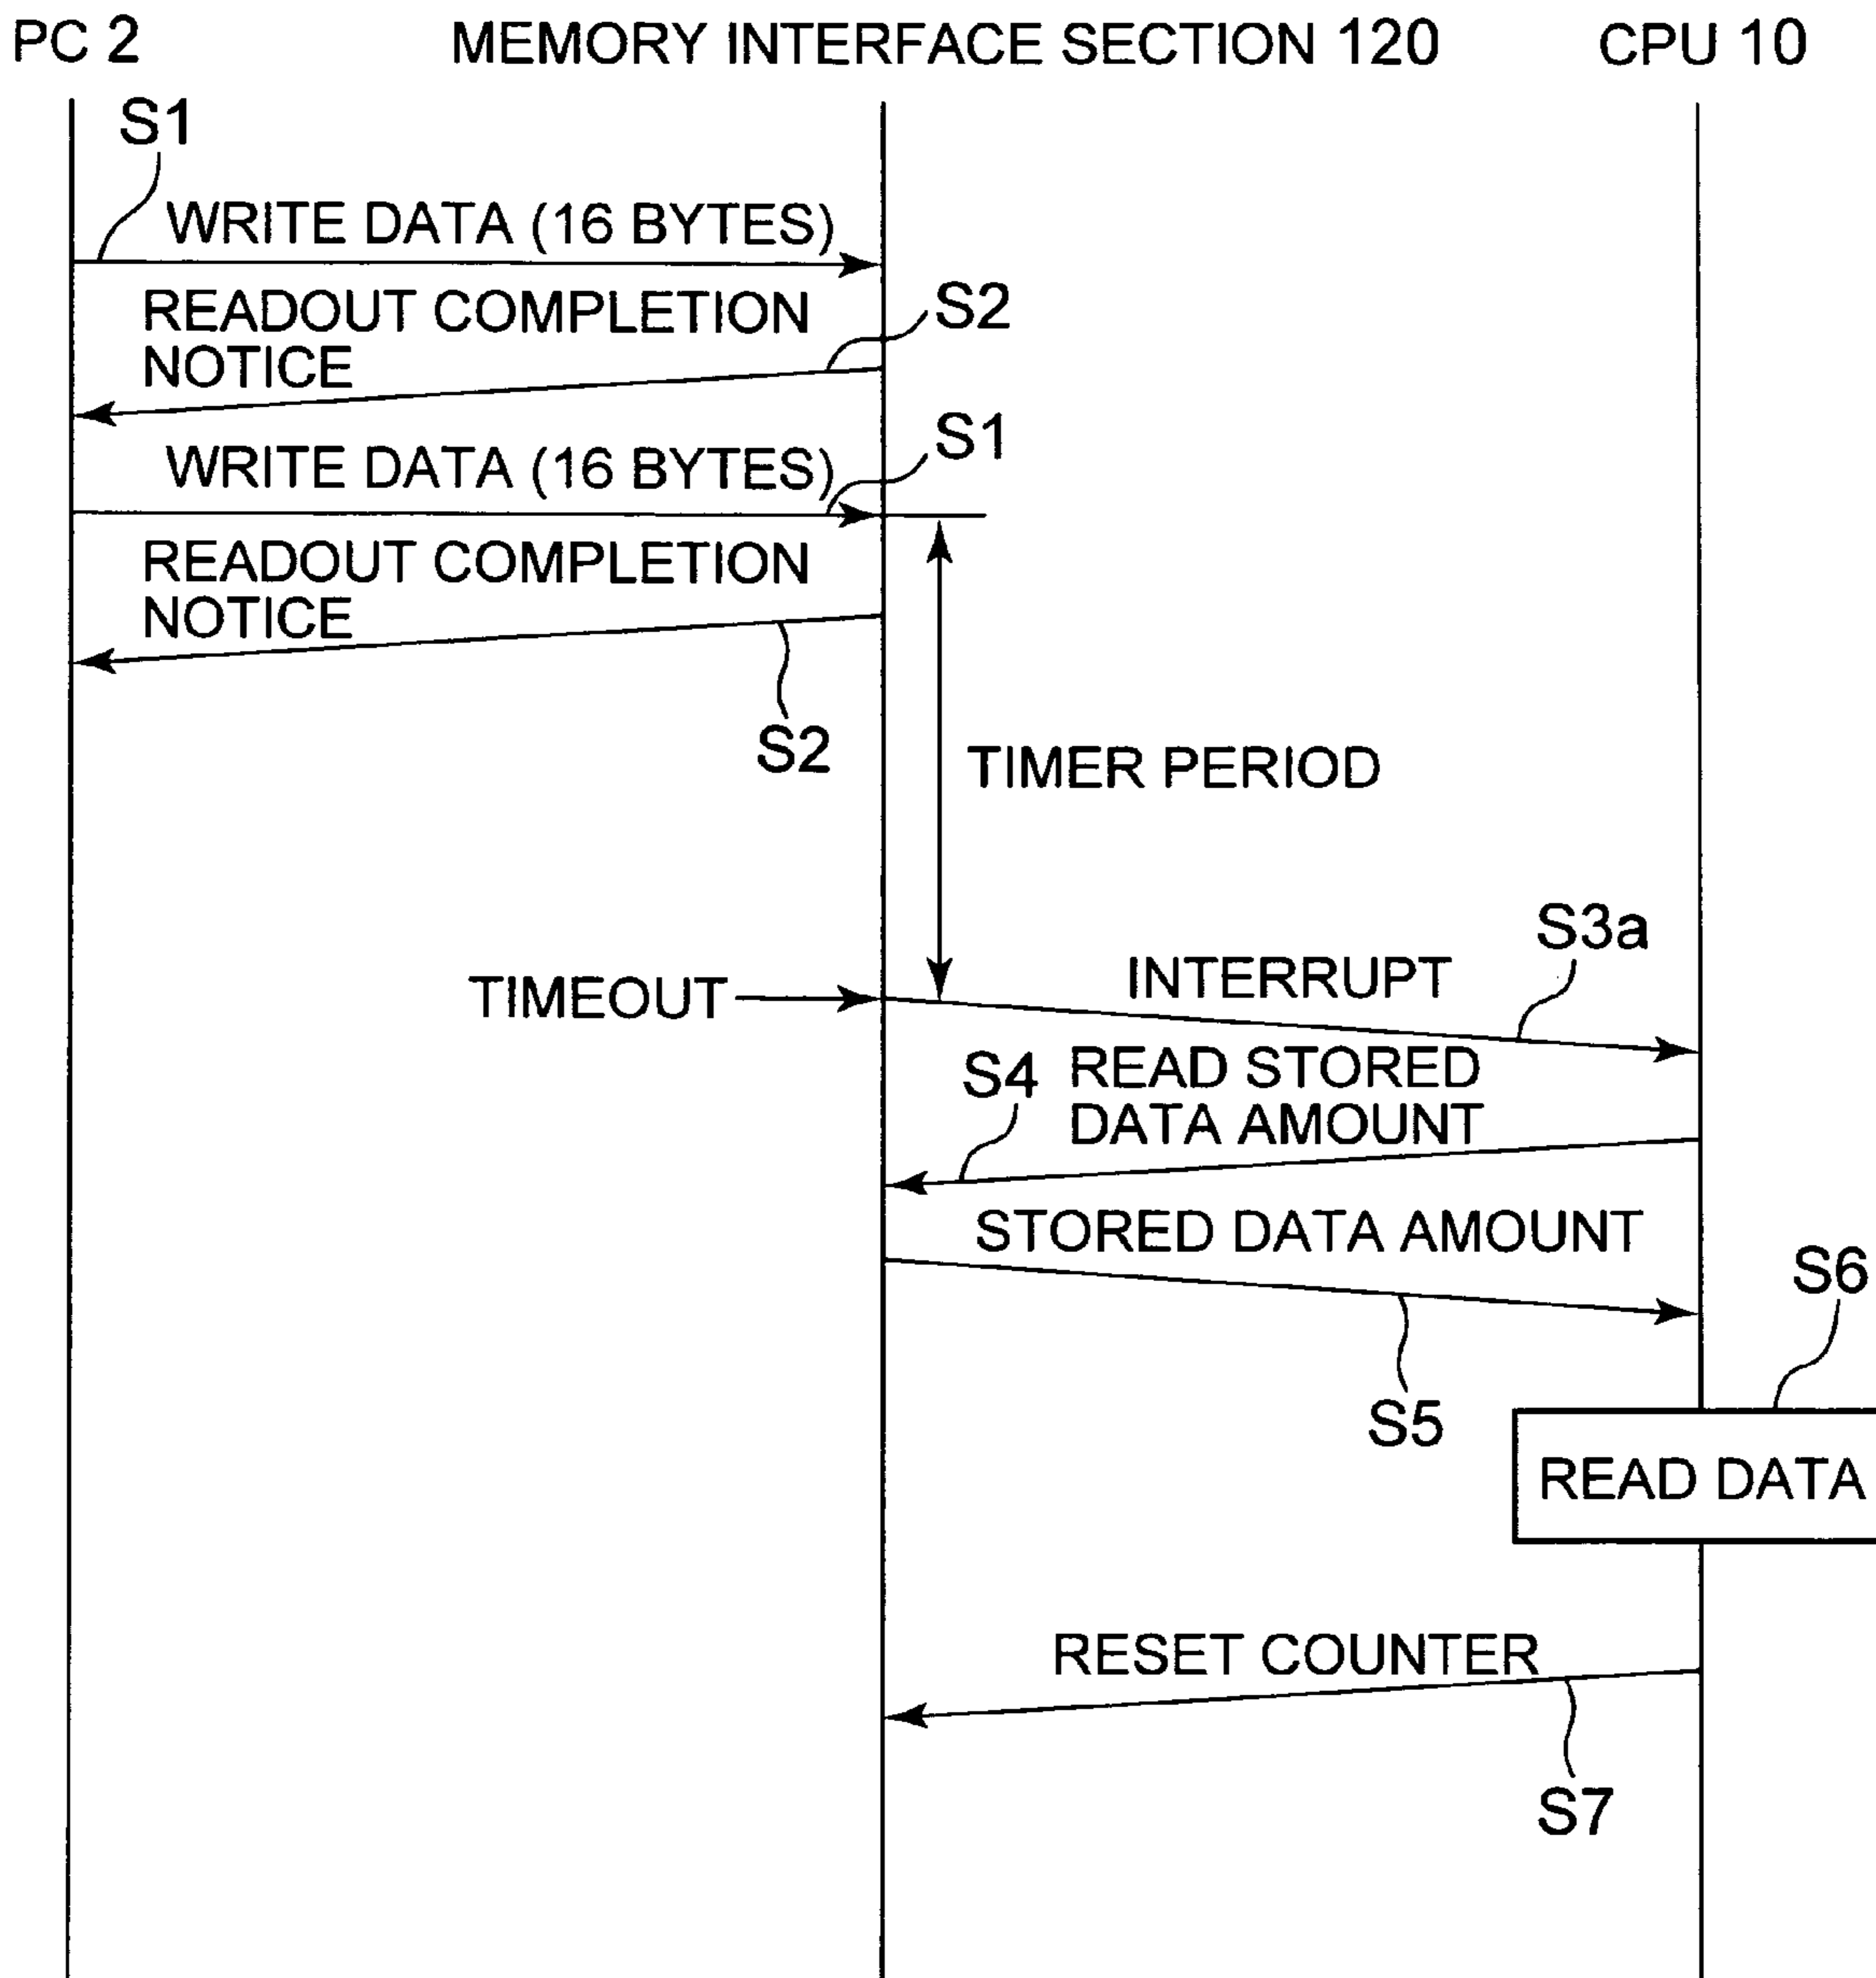 PC 2 MEMORY INTERFACE SECTION 120 CPU 10
S1
WRITE DATA (16 BYTES)
READOUT COMPLETION
NOTICE
S2
WRITE DATA (16 BYTES)
S1
READOUT COMPLETION
NOTICE
S2
TIMER PERIOD
S3a
TIMEOUT
INTERRUPT
S4
READ STORED
DATA AMOUNT
STORED DATA AMOUNT
S5
S6
READ DATA
RESET COUNTER
S7